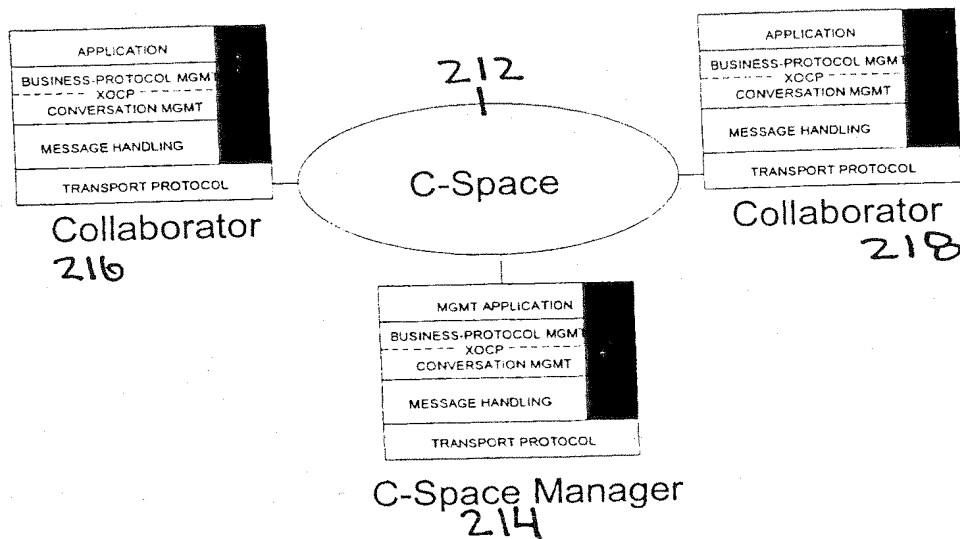 APPLICATION
BUSINESS-PROTOCOL MGMT
XOCP
CONVERSATION MGMT
MESSAGE HANDLING
TRANSPORT PROTOCOL
Collaborator
216
212
C-Space
APPLICATION
BUSINESS-PROTOCOL MGMT
XOCP
CONVERSATION MGMT
MESSAGE HANDLING
TRANSPORT PROTOCOL
Collaborator
218
MGMT APPLICATION
BUSINESS-PROTOCOL MGMT
XOCP
CONVERSATION MGMT
MESSAGE HANDLING
TRANSPORT PROTOCOL
C-Space Manager
214